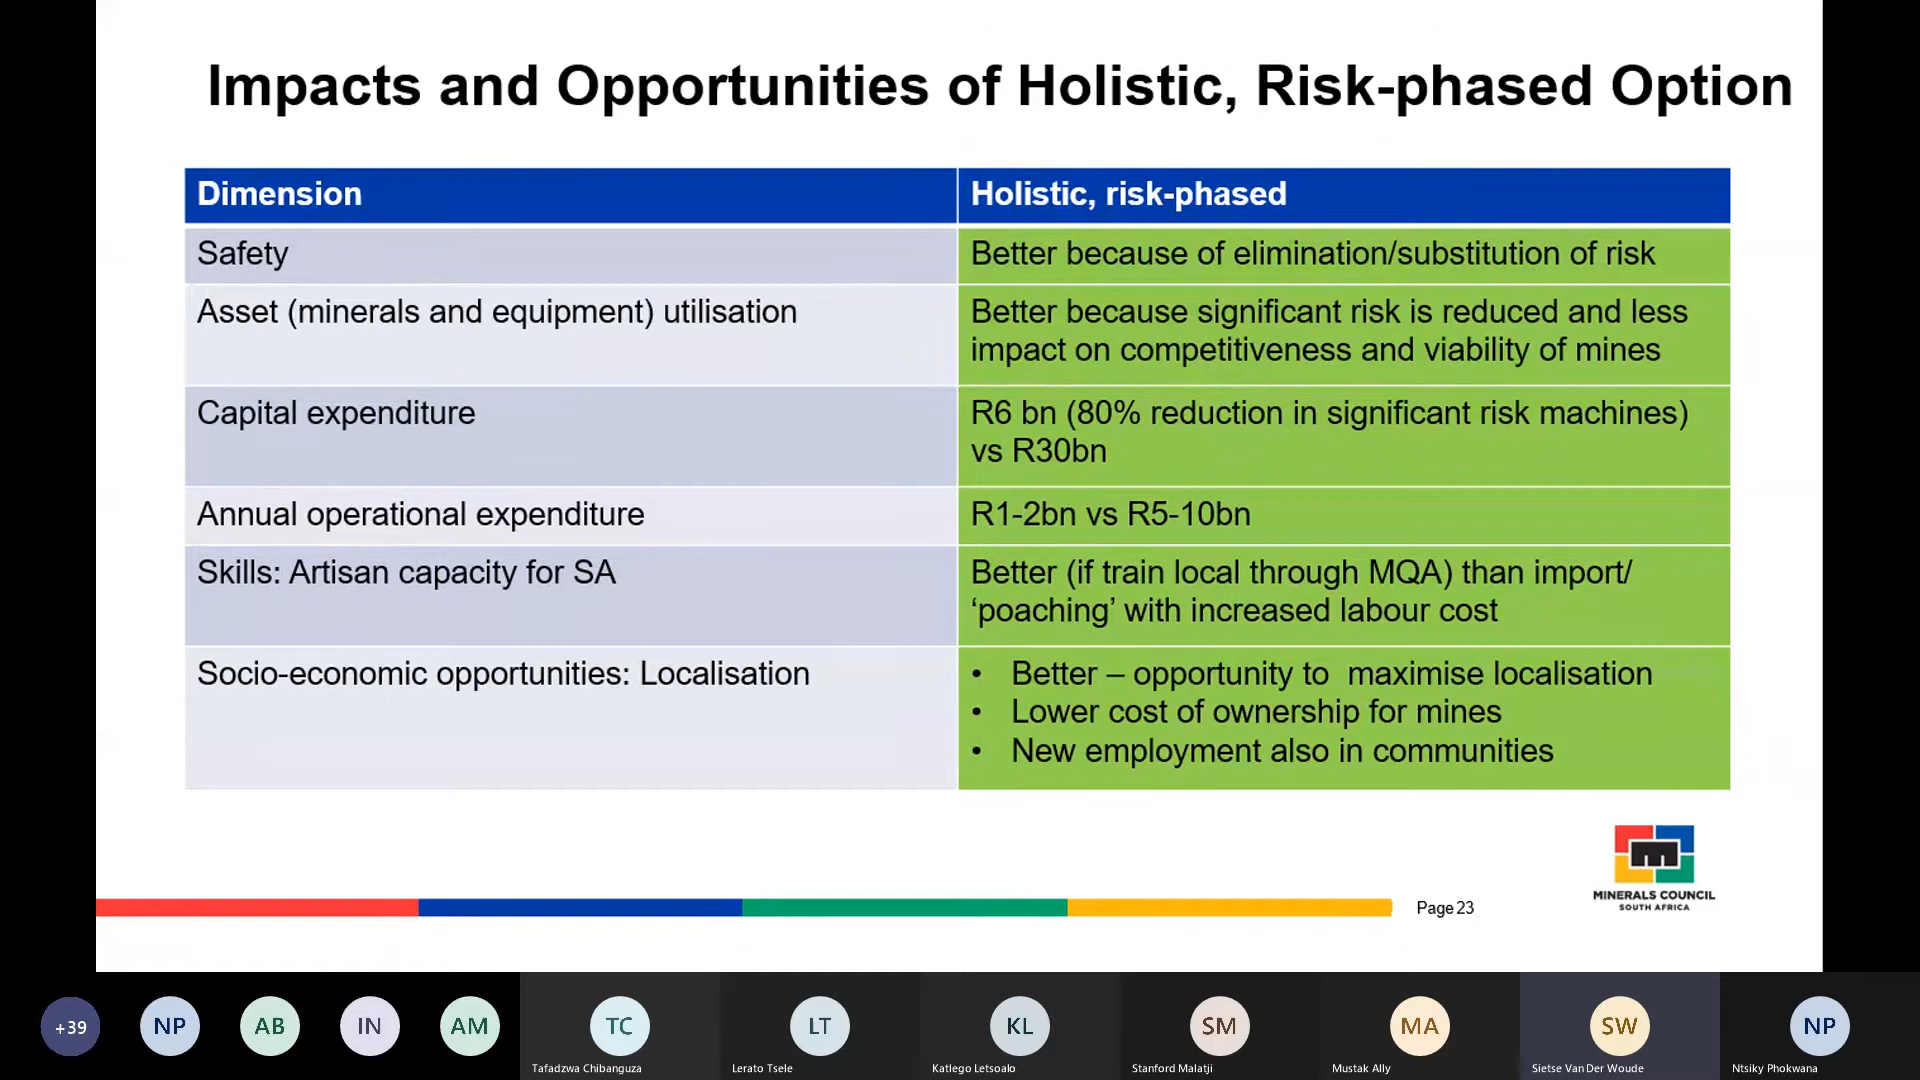 Impacts and Opportunities of Holistic, Risk-phased Option
Dimension
Holistic, risk-phased
Safety
Better because of elimination/substitution of risk
Asset (minerals and equipment) utilisation
Better because significant risk is reduced and less
impact on competitiveness and viability of mines
Capital expenditure
R6 bn (80% reduction in significant risk machines)
vs R30bn
Annual operational expenditure
R1-2bn vs R5-10bn
Skills: Artisan capacity for SA
Better (if train local through MQA) than import/
‘poaching’ with increased labour cost
Socio-economic opportunities: Localisation
• Better – opportunity to maximise localisation
• Lower cost of ownership for mines
• New employment also in communities
m
MINERALS COUNCIL
SOUTH AFRICA
Page 23
+39
NP
AB
IN
AM
TC
LT
KL
SM
MA
SW
NP
Tafadzwa Chibanguza
Lerato Tsele
Katlego Letsoalo
Stanford Malatji
Mustak Ally
Sietse Van Der Woude
Ntsiky Phokwana